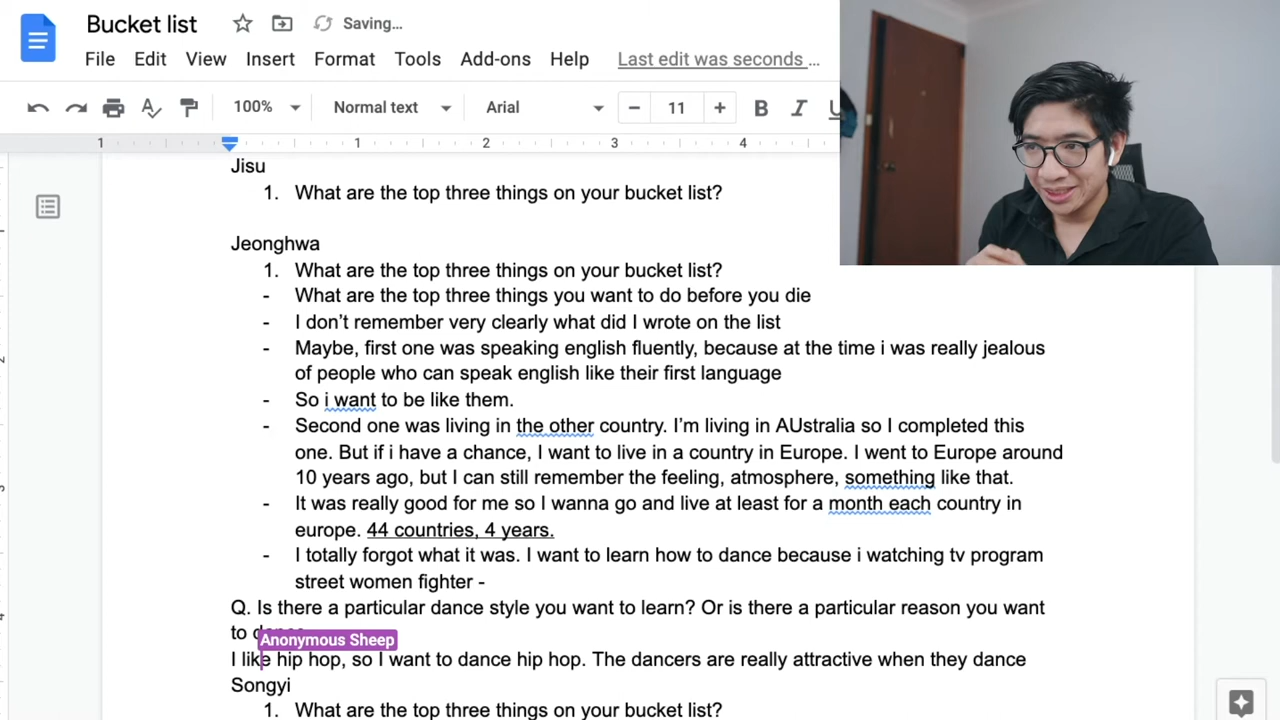 Bucket list Saving...
File Edit View Insert Format Tools Add-ons Help Last edit was seconds ...
100% Normal text Arial 11 B I U
1 1 2 3 4
Jisu
1. What are the top three things on your bucket list?
Jeonghwa
1. What are the top three things on your bucket list?
- What are the top three things you want to do before you die
- I don't remember very clearly what did I wrote on the list
- Maybe, first one was speaking english fluently, because at the time i was really jealous
of people who can speak english like their first language
- So i want to be like them.
- Second one was living in the other country. I'm living in AUstralia so I completed this
one. But if i have a chance, I want to live in a country in Europe. I went to Europe around
10 years ago, but I can still remember the feeling, atmosphere, something like that.
- It was really good for me so I wanna go and live at least for a month each country in
europe. 44 countries, 4 years.
- I totally forgot what it was. I want to learn how to dance because i watching tv program
street women fighter -
Q. Is there a particular dance style you want to learn? Or is there a particular reason you want
to
Anonymous Sheep
I like hip hop, so I want to dance hip hop. The dancers are really attractive when they dance
Songyi
1. What are the top three things on your bucket list?